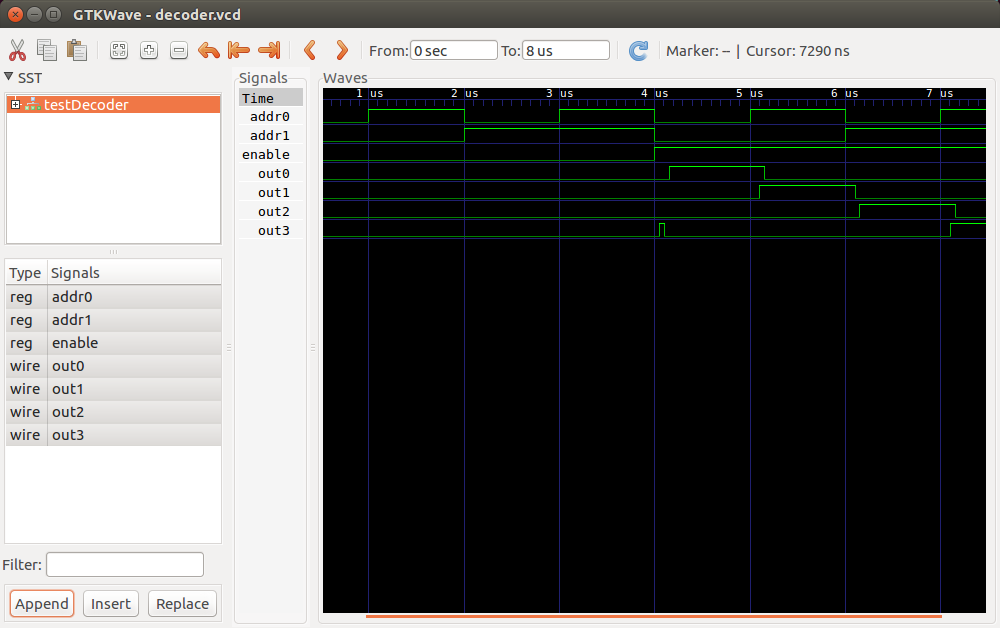 GTKWave - decoder.vcd
From: 0 sec To: 8 us Marker: -- | Cursor: 7290 ns
SST
testDecoder
Type Signals
reg addr0
reg addr1
reg enable
wire out0
wire out1
wire out2
wire out3
Filter:
Append Insert Replace
Signals
Time
addr0
addr1
enable
out0
out1
out2
out3
Waves
1 us 2 us 3 us 4 us 5 us 6 us 7 us